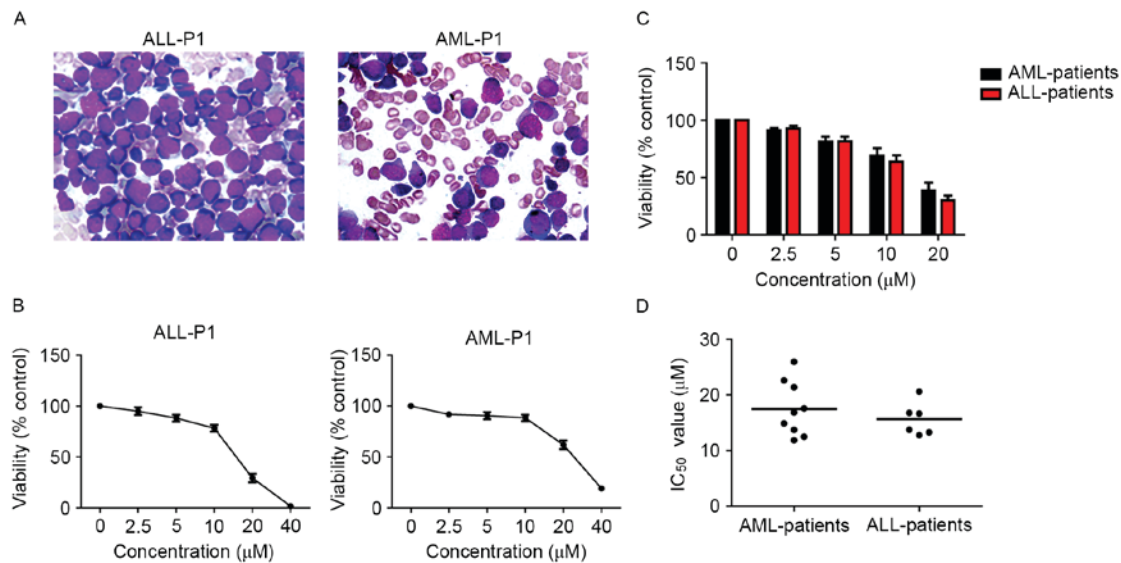 A
ALL-P1
AML-P1
B
ALL-P1
150
100
50
0
Viability (% control)
0 2.5 5 10 20 40
Concentration (μM)
AML-P1
150
100
50
0
Viability (% control)
0 2.5 5 10 20 40
Concentration (μM)
C
150
100
50
0
Viability (% control)
0 2.5 5 10 20
Concentration (μM)
AML-patients
ALL-patients
D
30
20
10
0
IC50 value (μM)
AML-patients ALL-patients